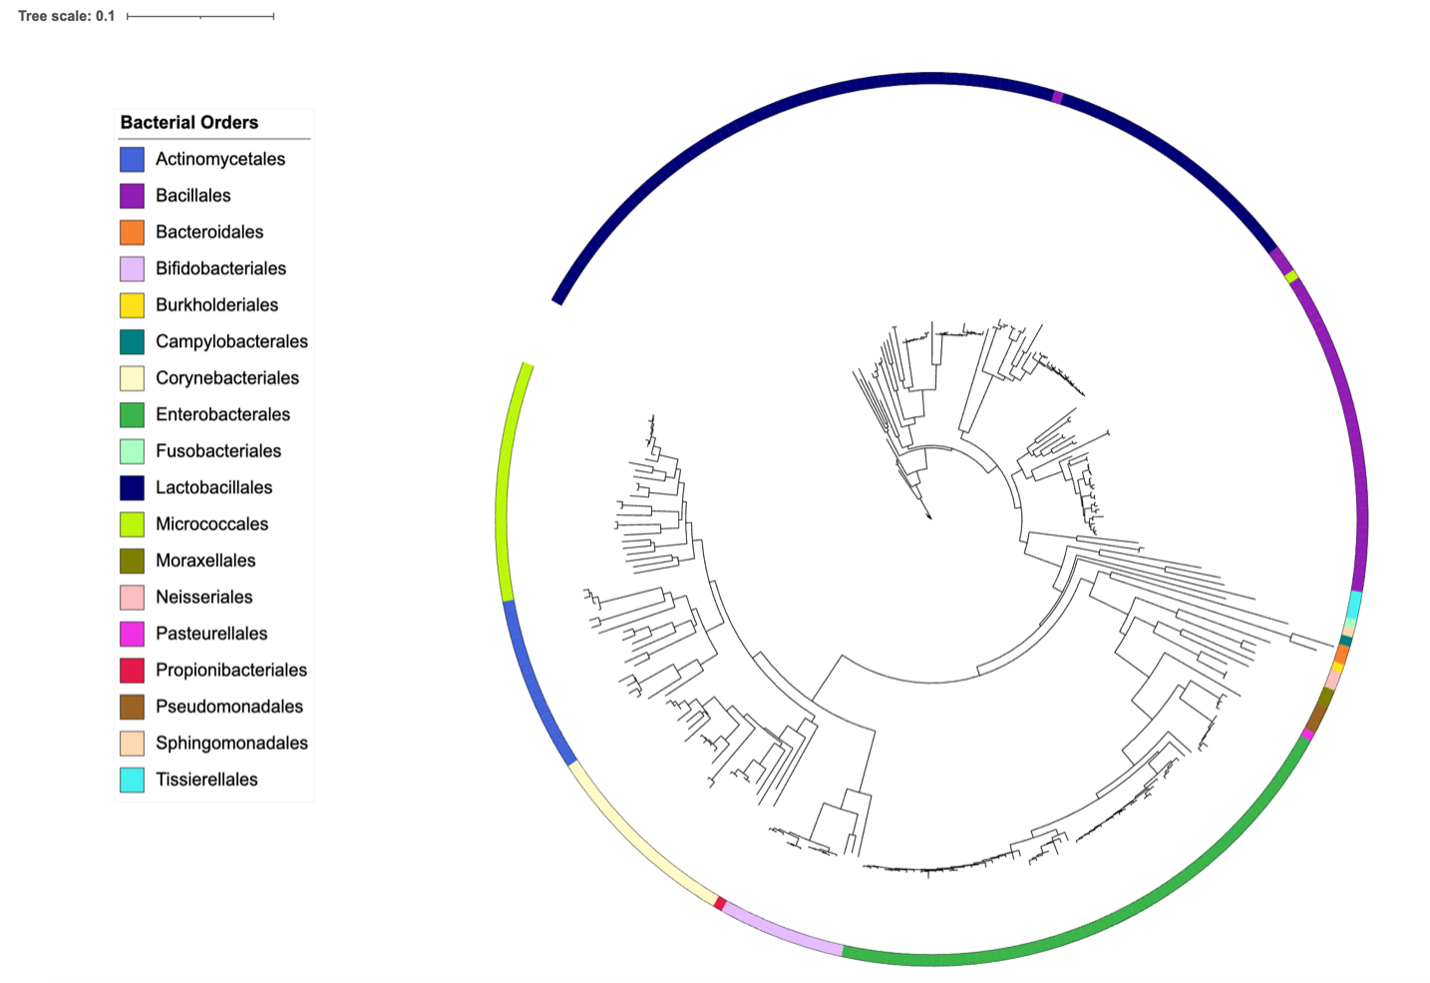 Tree scale: 0.1
Bacterial Orders
Actinomycetales
Bacillales
Bacteroidales
Bifidobacteriales
Burkholderiales
Campylobacterales
Corynebacteriales
Enterobacterales
Fusobacteriales
Lactobacillales
Micrococcales
Moraxellales
Neisseriales
Pasteurellales
Propionibacteriales
Pseudomonadales
Sphingomonadales
Tissierellales